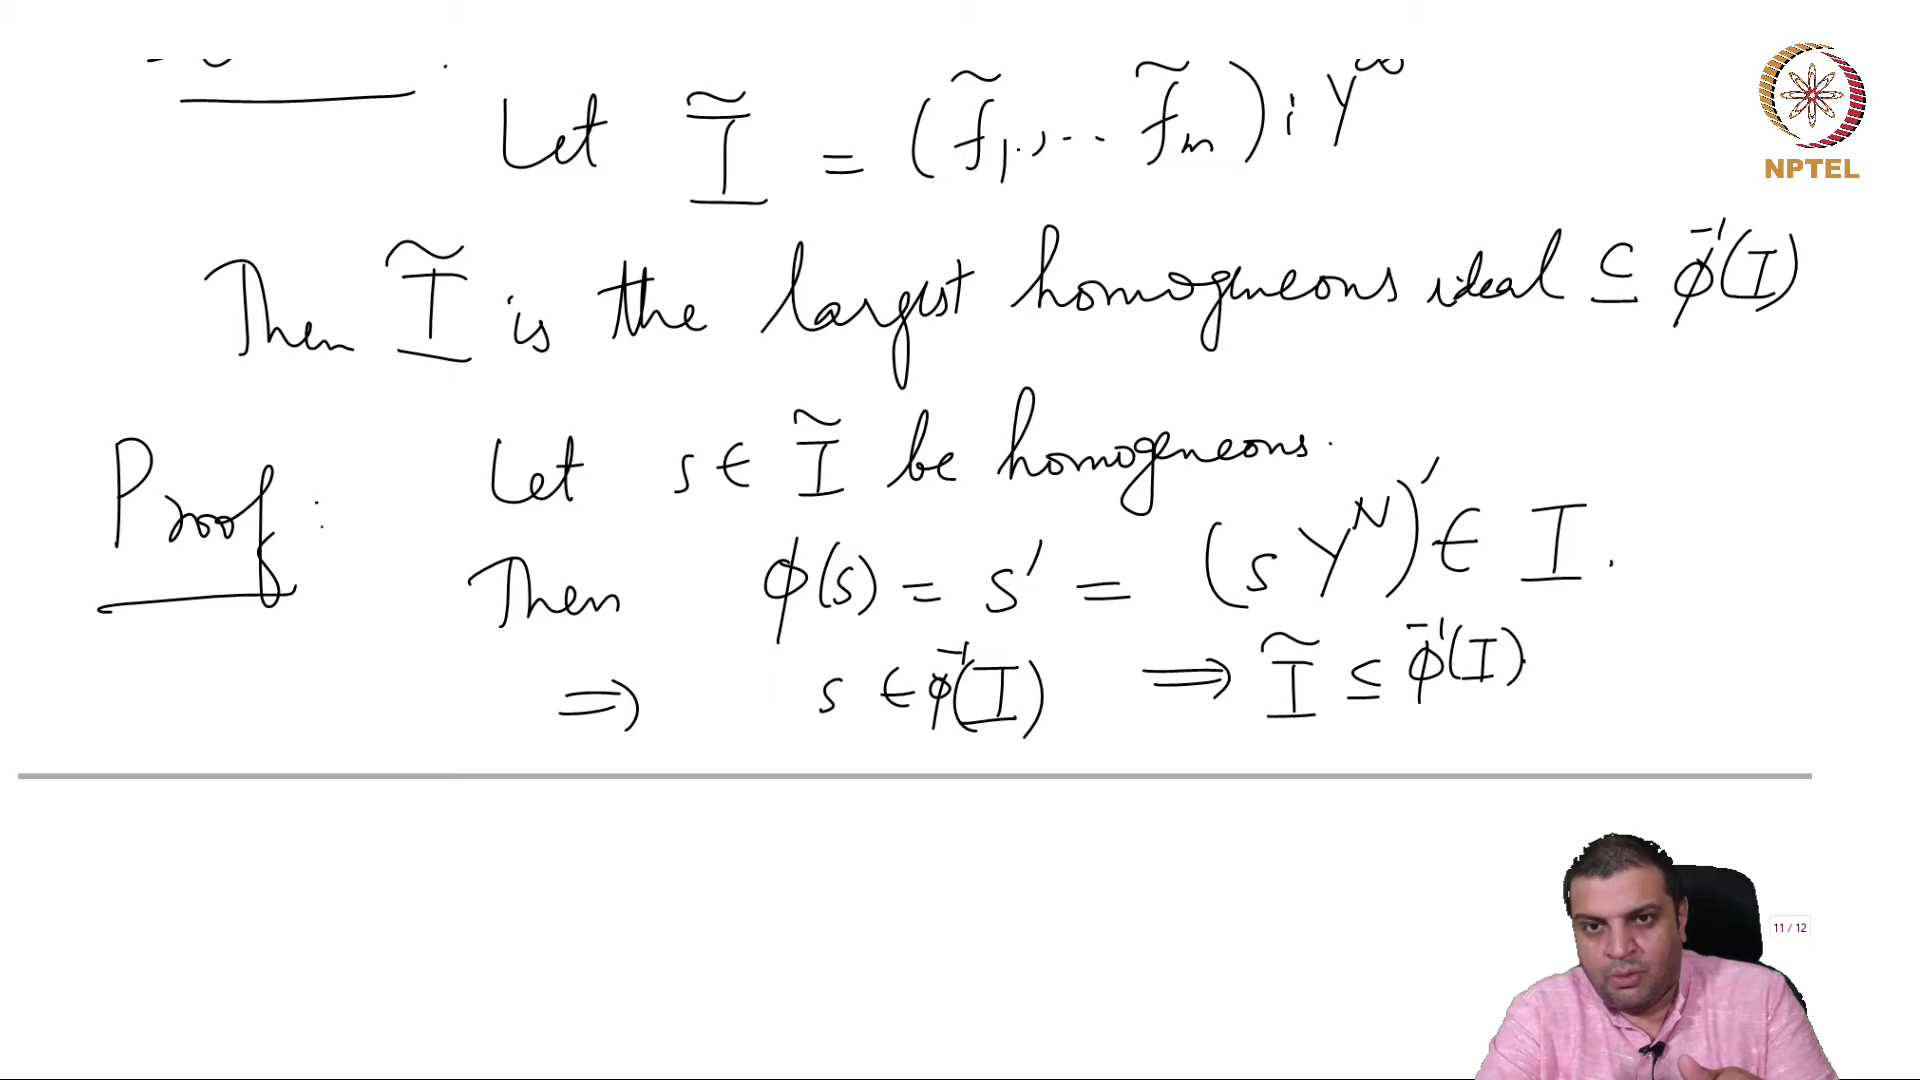 Let Ĩ = (f̃₁,... f̃ₘ) : Y^∞
NPTEL
Then Ĩ is the largest homogeneous ideal ⊆ ϕ⁻¹(I)
Proof : Let s ∈ Ĩ be homogeneous.
Then ϕ(s) = s' = (s Y^N)' ∈ I.
⇒ s ∈ ϕ⁻¹(I) ⇒ Ĩ ⊆ ϕ⁻¹(I)
11 / 12